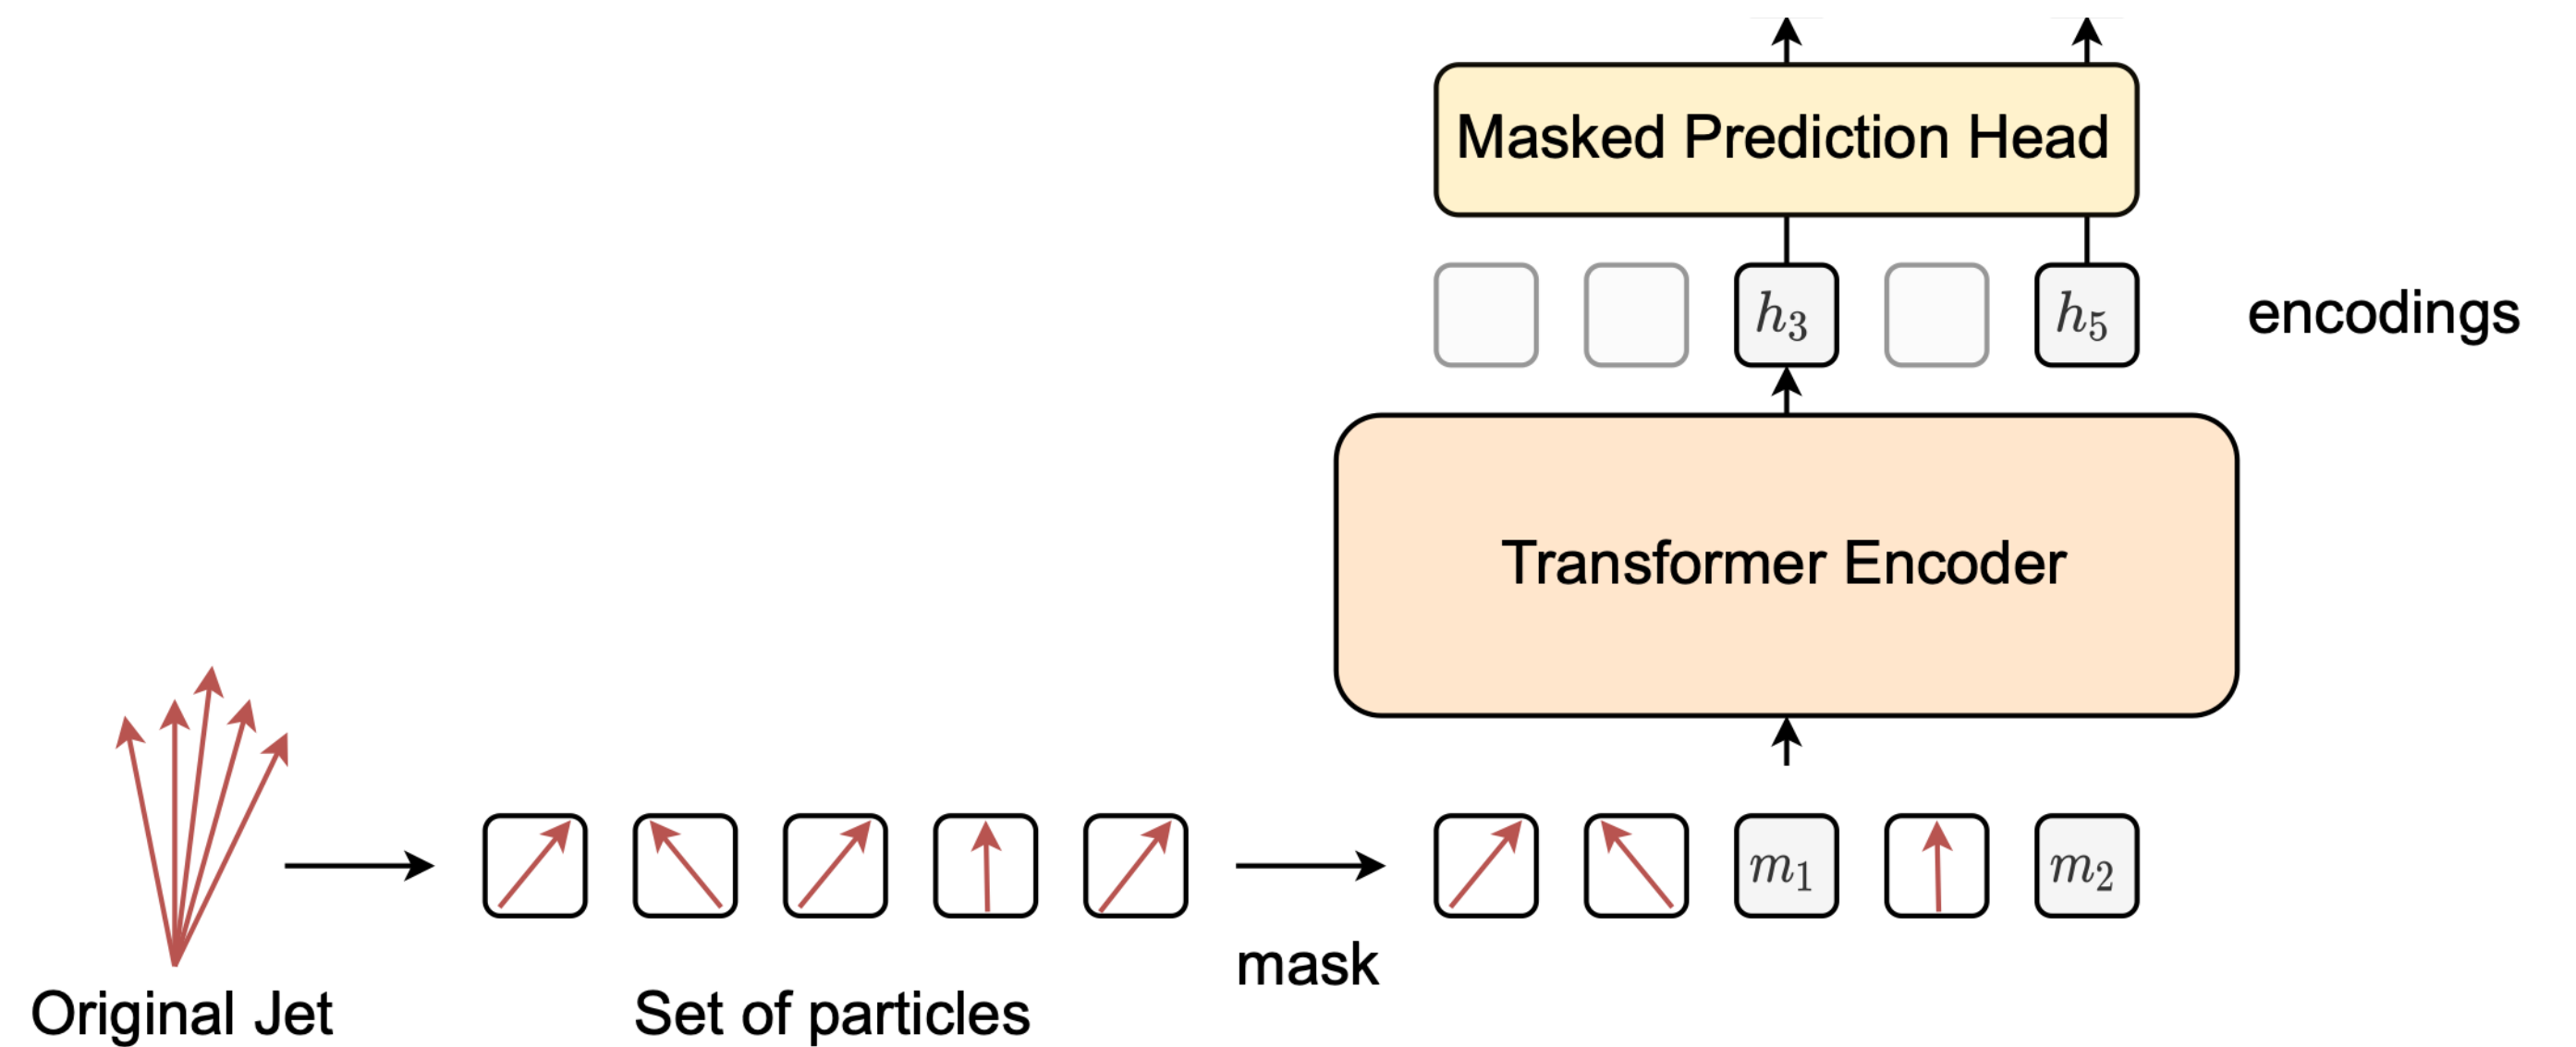 Masked Prediction Head
h₃
h₅
encodings
Transformer Encoder
m₁
m₂
mask
Original Jet
Set of particles